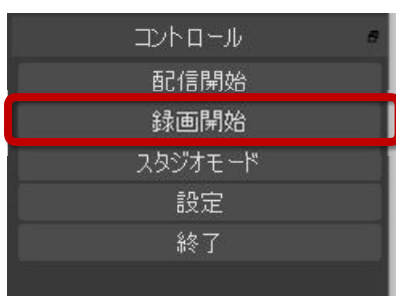 コントロール
配信開始
録画開始
スタジオモード
設定
終了